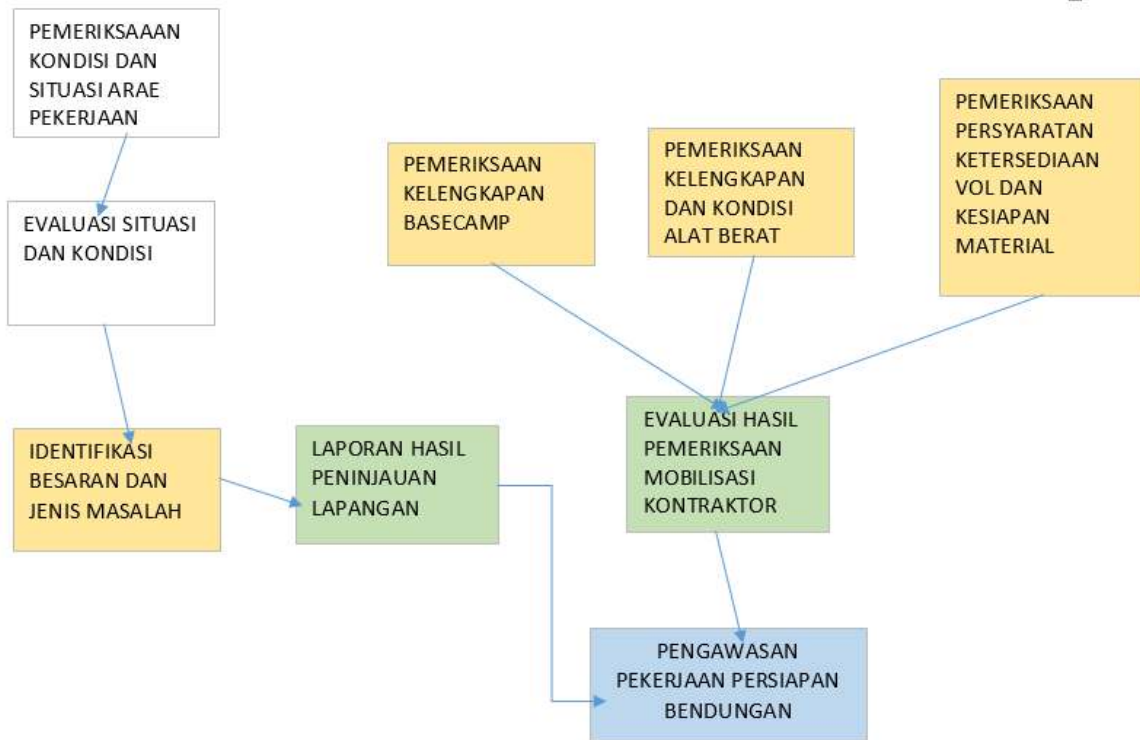 PEMERIKSAAAN
KONDISI DAN
SITUASI ARAE
PEKERJAAN
EVALUASI SITUASI
DAN KONDISI
IDENTIFIKASI
BESARAN DAN
JENIS MASALAH
LAPORAN HASIL
PENINJAUAN
LAPANGAN
PEMERIKSAAN
KELENGKAPAN
BASECAMP
PEMERIKSAAN
KELENGKAPAN
DAN KONDISI
ALAT BERAT
PEMERIKSAAN
PERSYARATAN
KETERSEDIAAN
VOL DAN
KESIAPAN
MATERIAL
EVALUASI HASIL
PEMERIKSAAN
MOBILISASI
KONTRAKTOR
PENGAWASAN
PEKERJAAN PERSIAPAN
BENDUNGAN